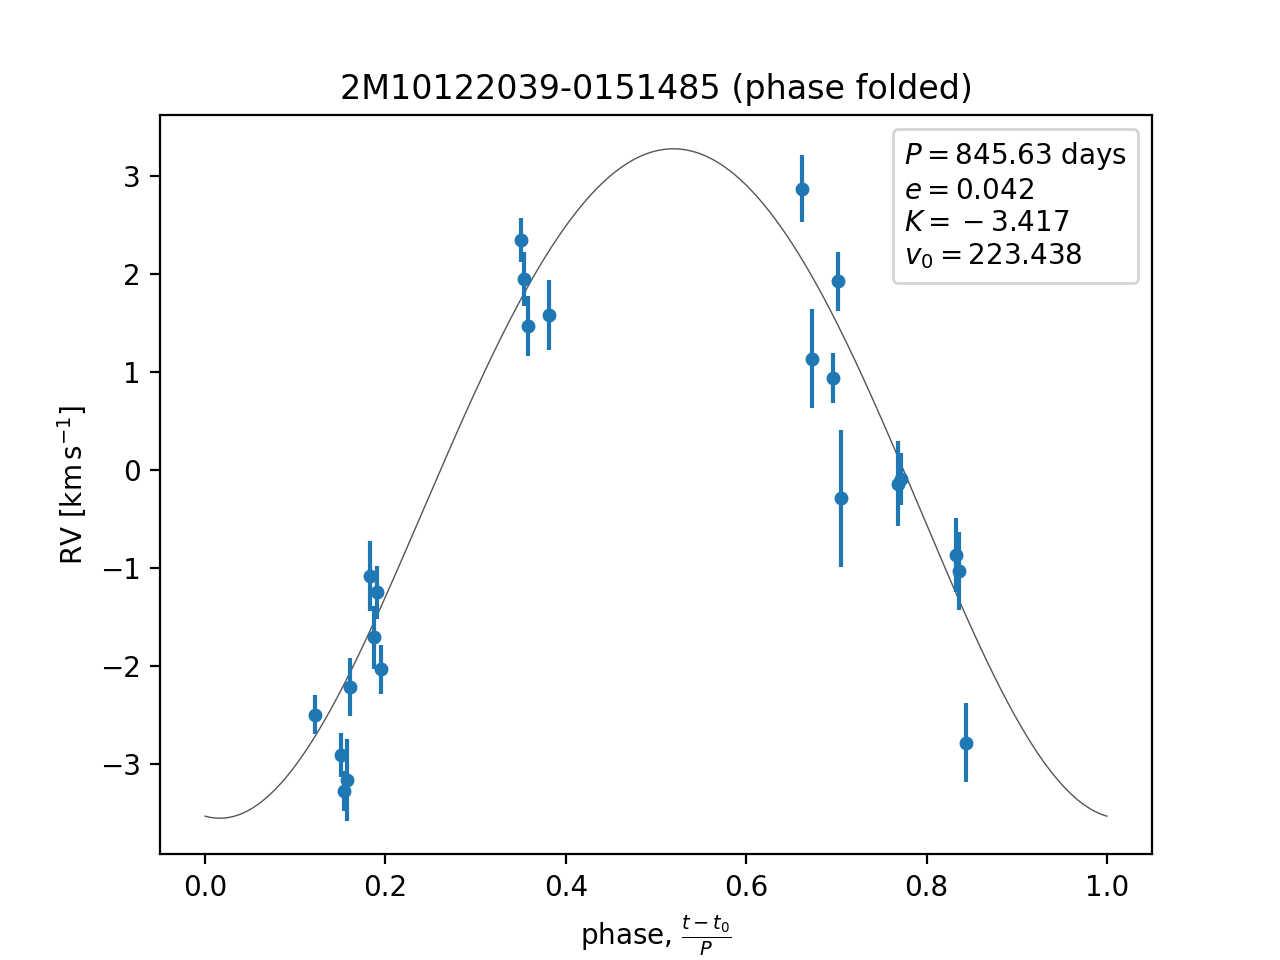 2M10122039-0151485 (phase folded)
P = 845.63 days
e = 0.042
K = −3.417
v₀ = 223.438
RV [km s⁻¹]
3
2
1
0
−1
−2
−3
0.0 0.2 0.4 0.6 0.8 1.0
phase, (t − t₀)/P